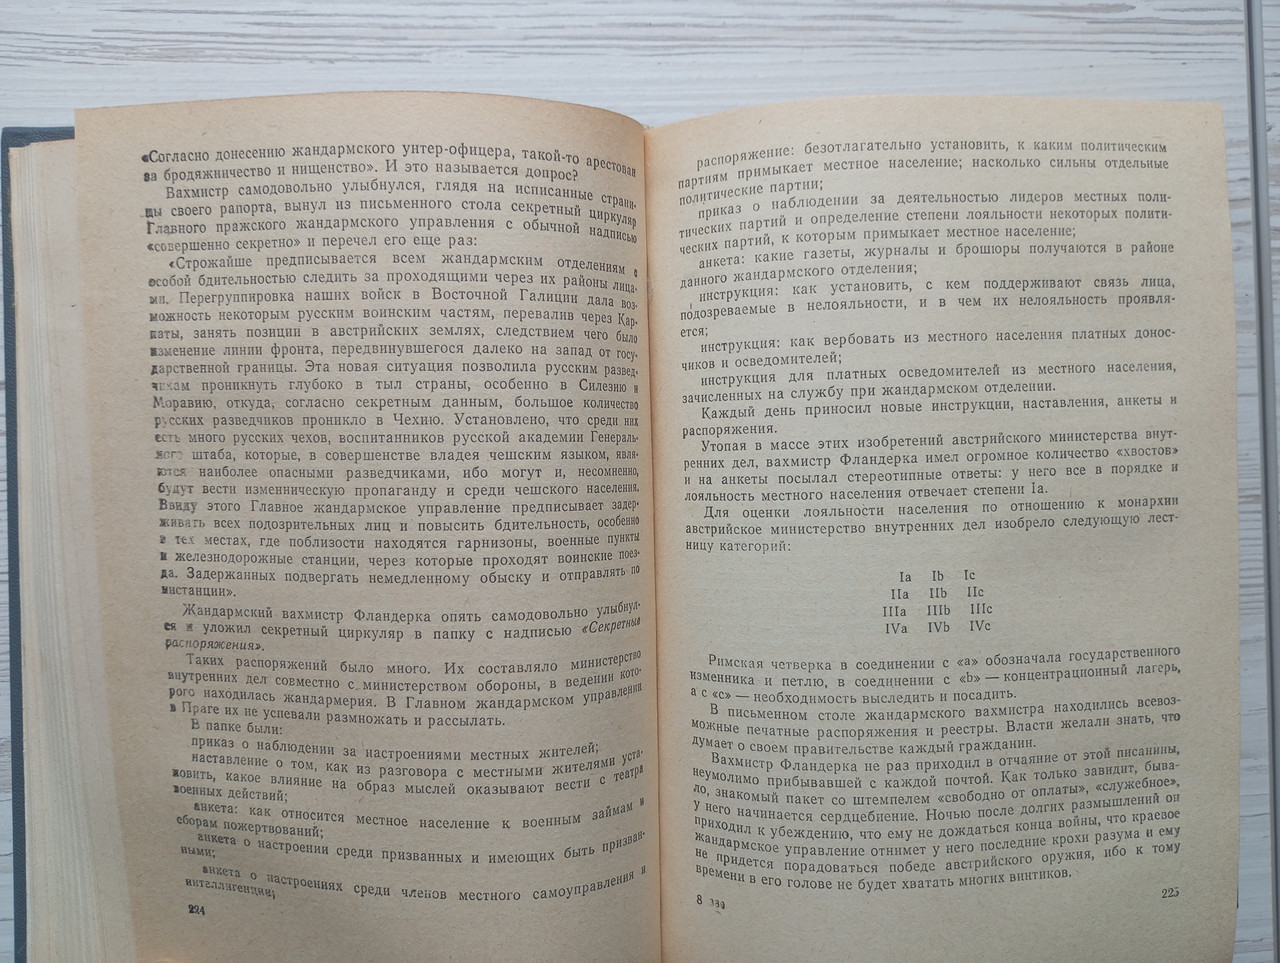 «Согласно донесению жандармского унтер-офицера, такой-то арестован
за бродяжничество и нищенство». И это называется допрос?
Вахмистр самодовольно улыбнулся, глядя на исписанные страни-
цы своего рапорта, вынул из письменного стола секретный циркуляр
Главного пражского жандармского управления с обычной надписью
«совершенно секретно» и перечел его еще раз:
«Строжайше предписывается всем жандармским отделениям с
особой бдительностью следить за проходящими через их районы лица-
ми. Перегруппировка наших войск в Восточной Галиции дала воз-
можность некоторым русским воинским частям, перевалив через Кар-
паты, занять позиции в австрийских землях, следствием чего было
изменение линии фронта, передвинувшегося далеко на запад от госу-
дарственной границы. Эта новая ситуация позволила русским развед-
чикам проникнуть глубоко в тыл страны, особенно в Силезию и
Моравию, откуда, согласно секретным данным, большое количество
русских разведчиков проникло в Чехию. Установлено, что среди них
есть много русских чехов, воспитанников русской академии Генераль-
ного штаба, которые, в совершенстве владея чешским языком, явля-
ются наиболее опасными разведчиками, ибо могут и, несомненно,
будут вести изменническую пропаганду и среди чешского населения.
Ввиду этого Главное жандармское управление предписывает задер-
живать всех подозрительных лиц и повысить бдительность, особенно
в тех местах, где поблизости находятся гарнизоны, военные пункты
и железнодорожные станции, через которые проходят воинские поез-
да. Задержанных подвергать немедленному обыску и отправлять по
инстанции».
Жандармский вахмистр Фландерка опять самодовольно улыбнул-
ся и уложил секретный циркуляр в папку с надписью «Секретные
распоряжения».
Таких распоряжений было много. Их составляло министерство
внутренних дел совместно с министерством обороны, в ведении кото-
рого находилась жандармерия. В Главном жандармском управлении
в Праге их не успевали размножать и рассылать.
В папке были:
приказ о наблюдении за настроениями местных жителей;
наставление о том, как из разговора с местными жителями уста-
новить, какое влияние на образ мыслей оказывают вести с театра
военных действий;
анкета: как относится местное население к военным займам и
сборам пожертвований;
анкета о настроении среди призванных и имеющих быть призван-
ными;
анкета о настроениях среди членов местного самоуправления и
интеллигенции;
224
распоряжение: безотлагательно установить, к каким политическим
партиям примыкает местное население; насколько сильны отдельные
политические партии;
приказ о наблюдении за деятельностью лидеров местных поли-
тических партий и определение степени лояльности некоторых полити-
ческих партий, к которым примыкает местное население;
анкета: какие газеты, журналы и брошюры получаются в районе
данного жандармского отделения;
инструкция: как установить, с кем поддерживают связь лица,
подозреваемые в нелояльности, и в чем их нелояльность проявля-
ется;
инструкция: как вербовать из местного населения платных донос-
чиков и осведомителей;
инструкция для платных осведомителей из местного населения,
зачисленных на службу при жандармском отделении.
Каждый день приносил новые инструкции, наставления, анкеты и
распоряжения.
Утопая в массе этих изобретений австрийского министерства внут-
ренних дел, вахмистр Фландерка имел огромное количество «хвостов»
и на анкеты посылал стереотипные ответы: у него все в порядке и
лояльность местного населения отвечает степени Ia.
Для оценки лояльности населения по отношению к монархии
австрийское министерство внутренних дел изобрело следующую лест-
ницу категорий:
Ia Ib Ic
IIa IIb IIc
IIIa IIIb IIIc
IVa IVb IVc
Римская четверка в соединении с «a» обозначала государственного
изменника и петлю, в соединении с «b» — концентрационный лагерь,
а с «c» — необходимость выследить и посадить.
В письменном столе жандармского вахмистра находились всевоз-
можные печатные распоряжения и реестры. Власти желали знать, что
думает о своем правительстве каждый гражданин.
Вахмистр Фландерка не раз приходил в отчаяние от этой писанины,
неумолимо прибывавшей с каждой почтой. Как только завидит, быва-
ло, знакомый пакет со штемпелем «свободно от оплаты», «служебное»,
у него начинается сердцебиение. Ночью после долгих размышлений он
приходил к убеждению, что ему не дождаться конца войны, что краевое
жандармское управление отнимет у него последние крохи разума и ему
не придется порадоваться победе австрийского оружия, ибо к тому
времени в его голове не будет хватать многих винтиков.
8
225